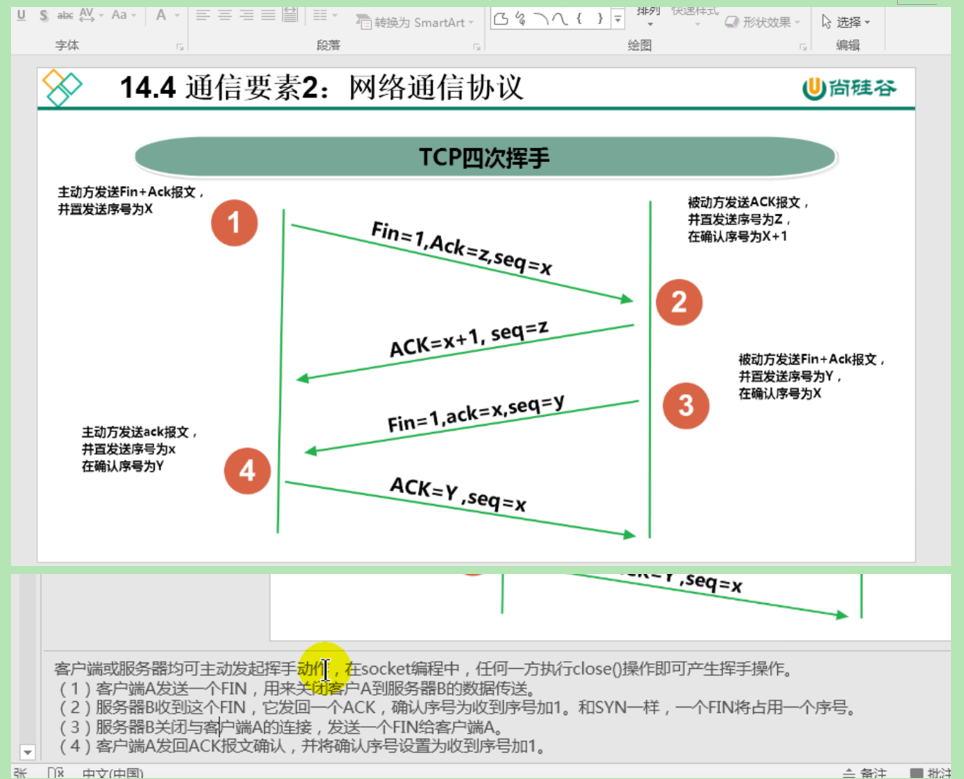 U S abc AV Aa A
转换为 SmartArt
排列 快速样式
形状效果
选择
字体 段落 绘图 编辑
14.4 通信要素2：网络通信协议
尚硅谷
TCP四次挥手
主动方发送Fin+Ack报文，
并置发送序号为X
1
被动方发送ACK报文，
并置发送序号为Z，
在确认序号为X+1
Fin=1,Ack=z,seq=x
2
ACK=x+1, seq=z
被动方发送Fin+Ack报文，
并置发送序号为Y，
在确认序号为X
3
Fin=1,ack=x,seq=y
主动方发送ack报文，
并置发送序号为x
在确认序号为Y
4
ACK=Y ,seq=x
,seq=x
客户端或服务器均可主动发起挥手动作，在socket编程中，任何一方执行close()操作即可产生挥手操作。
（1）客户端A发送一个FIN，用来关闭客户A到服务器B的数据传送。
（2）服务器B收到这个FIN，它发回一个ACK，确认序号为收到序号加1。和SYN一样，一个FIN将占用一个序号。
（3）服务器B关闭与客户端A的连接，发送一个FIN给客户端A。
（4）客户端A发回ACK报文确认，并将确认序号设置为收到序号加1。
张 中文(中国) 备注 批注